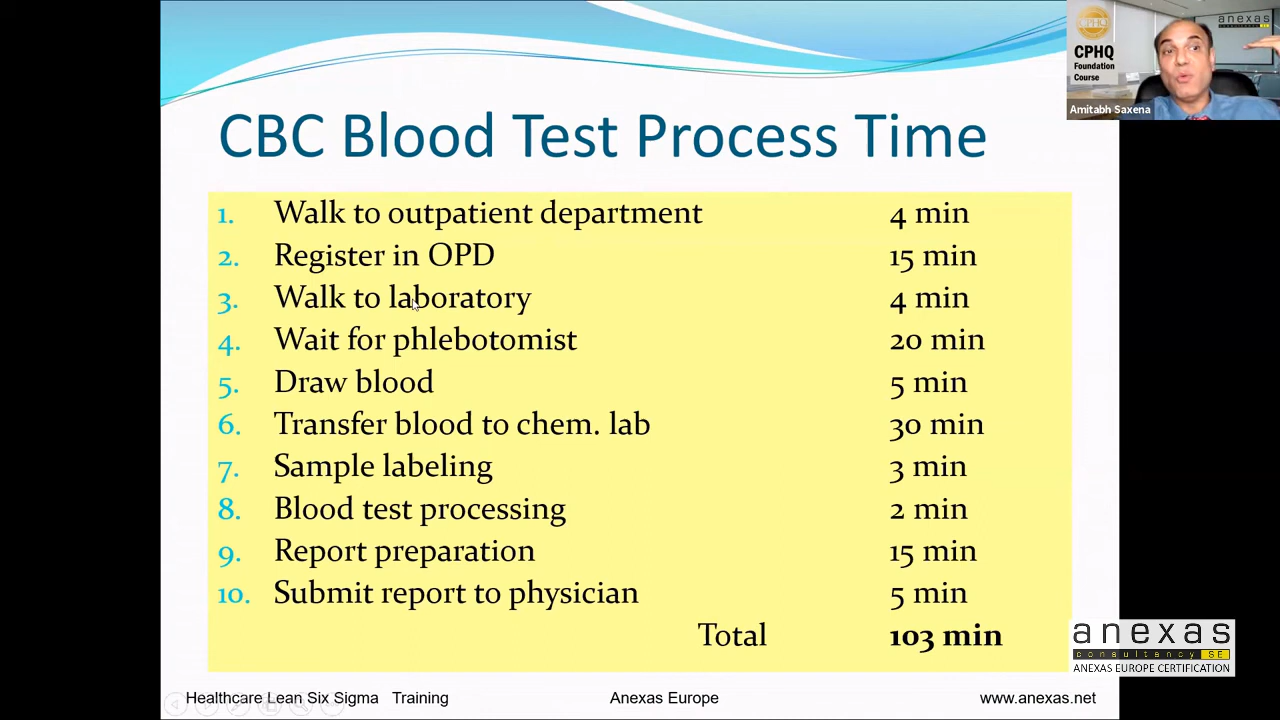 CBC Blood Test Process Time
1. Walk to outpatient department 4 min
2. Register in OPD 15 min
3. Walk to laboratory 4 min
4. Wait for phlebotomist 20 min
5. Draw blood 5 min
6. Transfer blood to chem. lab 30 min
7. Sample labeling 3 min
8. Blood test processing 2 min
9. Report preparation 15 min
10. Submit report to physician 5 min
Total 103 min
Healthcare Lean Six Sigma Training Anexas Europe www.anexas.net
CPHQ
CPHQ
Foundation
Course
anexas
Amitabh Saxena
anexas
consultancy SE
ANEXAS EUROPE CERTIFICATION